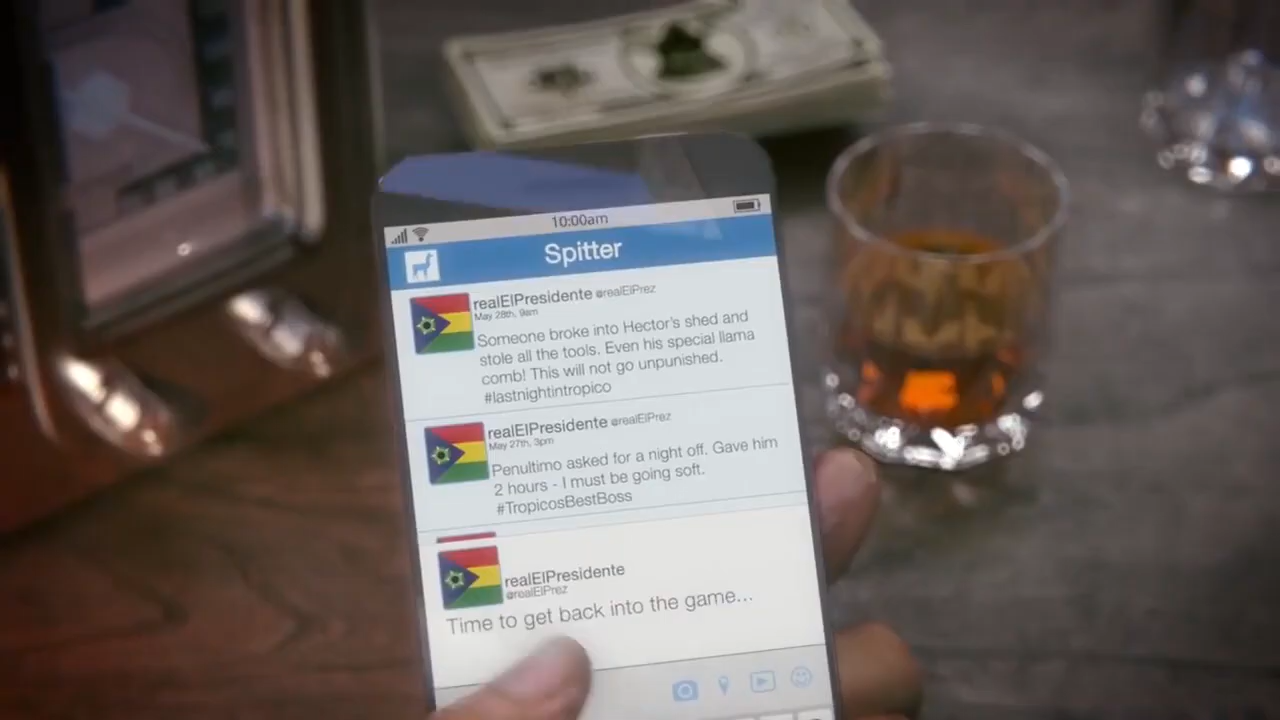 10:00am
Spitter
realElPresidente @realElPrez
May 28th, 9am
Someone broke into Hector's shed and
stole all the tools. Even his special llama
comb! This will not go unpunished.
#lastnightintropico
realElPresidente @realElPrez
May 27th, 3pm
Penultimo asked for a night off. Gave him
2 hours - I must be going soft.
#TropicosBestBoss
realElPresidente
@realElPrez
Time to get back into the game...